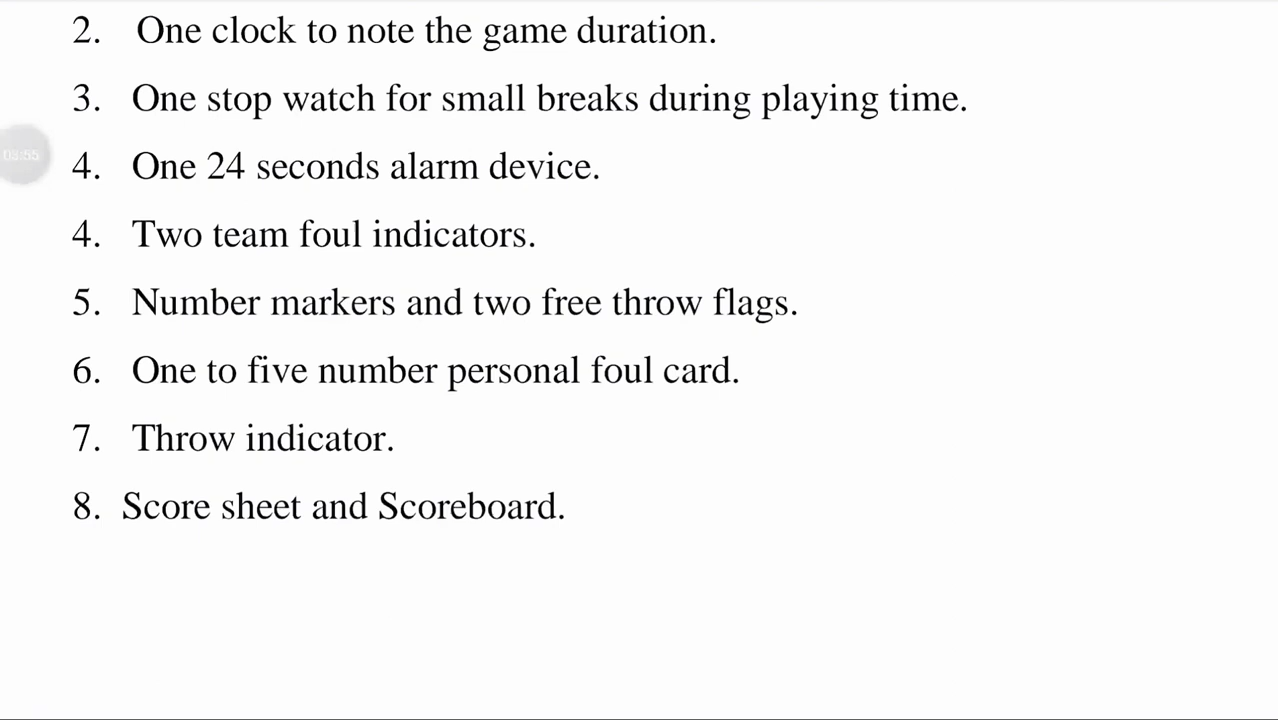 2. One clock to note the game duration.
3. One stop watch for small breaks during playing time.
03:55
4. One 24 seconds alarm device.
4. Two team foul indicators.
5. Number markers and two free throw flags.
6. One to five number personal foul card.
7. Throw indicator.
8. Score sheet and Scoreboard.